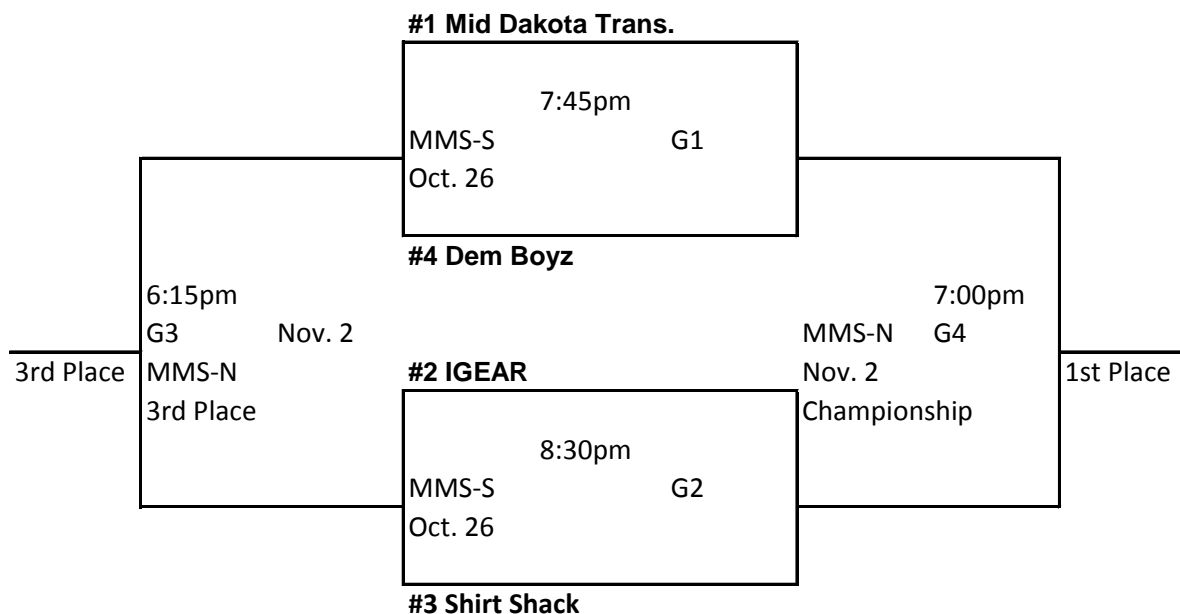 #1 Mid Dakota Trans.
7:45pm
MMS-S G1
Oct. 26
#4 Dem Boyz
6:15pm
G3 Nov. 2
3rd Place MMS-N
3rd Place
7:00pm
MMS-N G4
Nov. 2
Championship
1st Place
#2 IGEAR
8:30pm
MMS-S G2
Oct. 26
#3 Shirt Shack